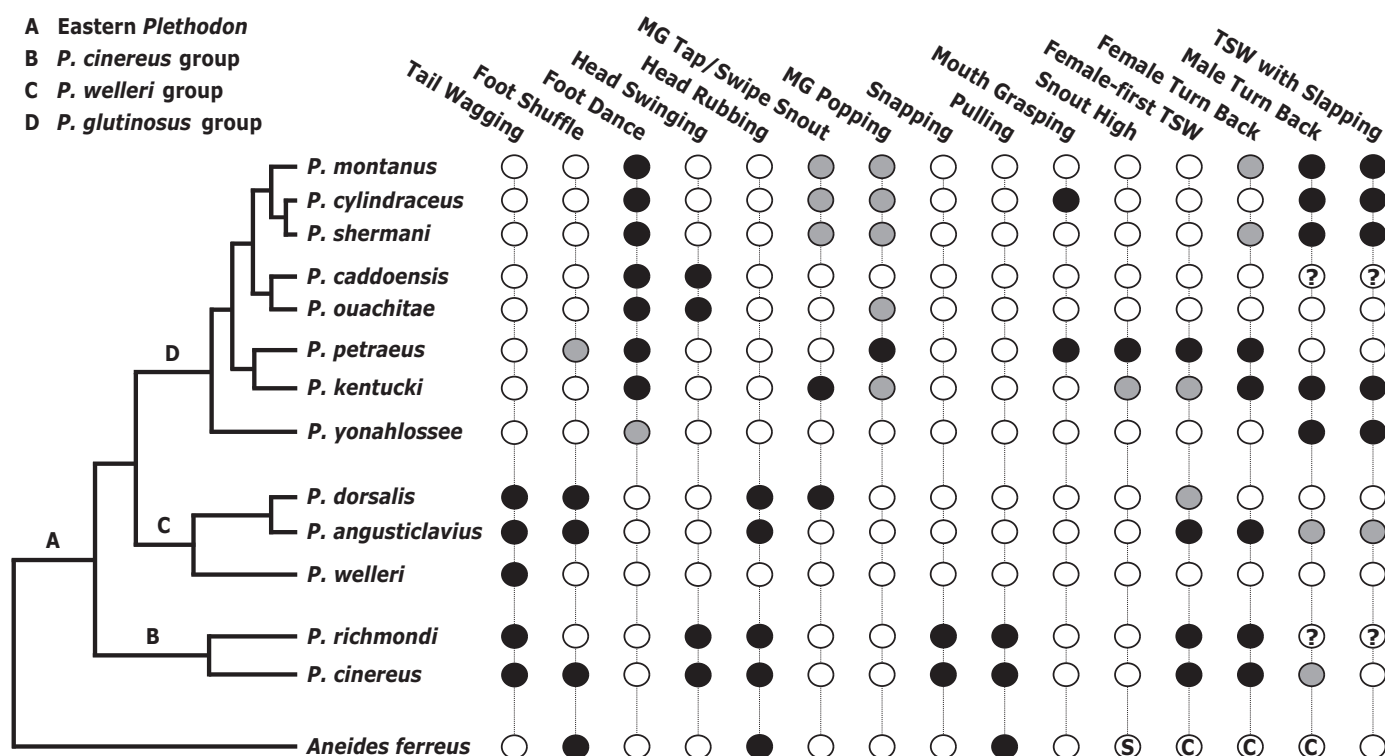 A Eastern Plethodon
B P. cinereus group
C P. welleri group
D P. glutinosus group
Tail Wagging
Foot Shuffle
Foot Dance
Head Swinging
Head Rubbing
MG Tap/Swipe Snout
MG Popping
Snapping
Pulling
Mouth Grasping
Snout High
Female-first TSW
Female Turn Back
Male Turn Back
TSW with Slapping
P. montanus
P. cylindraceus
P. shermani
P. caddoensis ? ?
P. ouachitae
D
P. petraeus
P. kentucki
P. yonahlossee
P. dorsalis
C
P. angusticlavius
A
P. welleri
B
P. richmondi ? ?
P. cinereus
Aneides ferreus S C C C